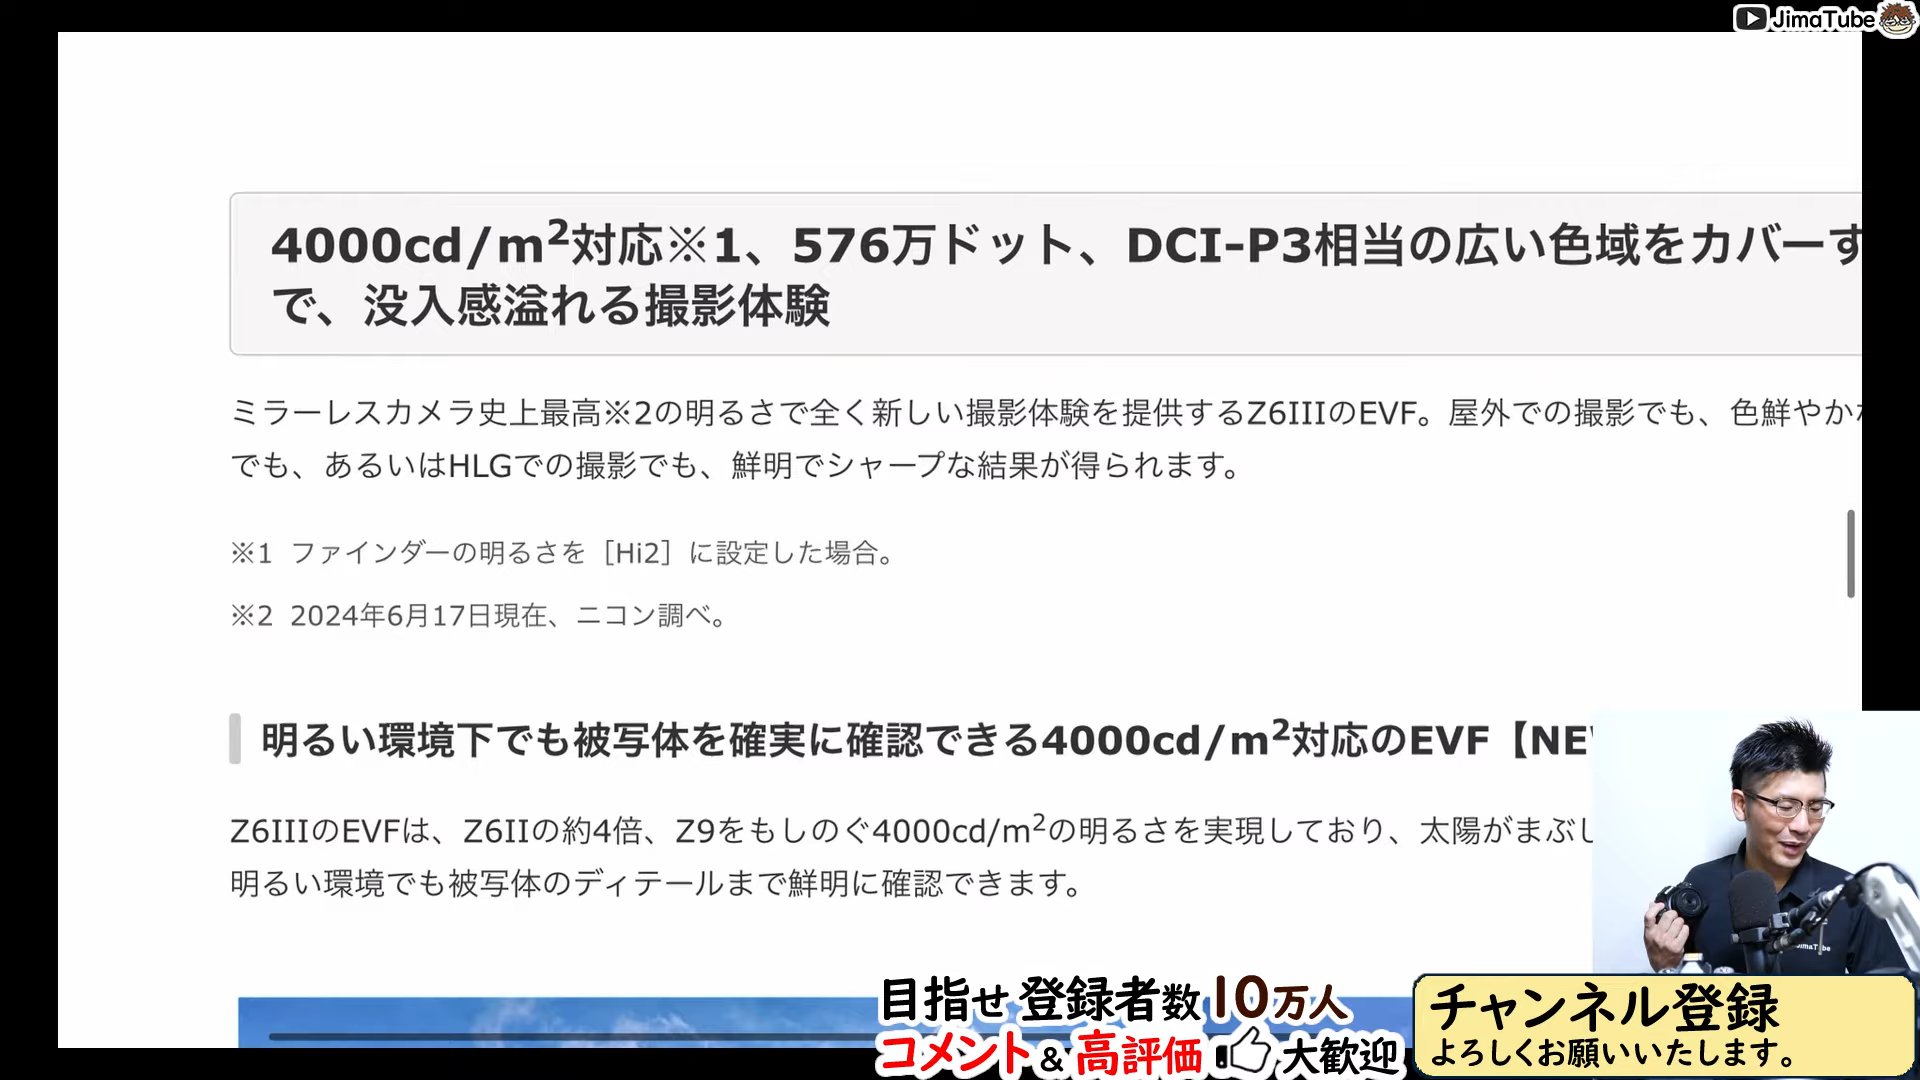 JimaTube
4000cd/m²対応※1、576万ドット、DCI-P3相当の広い色域をカバーす
で、没入感溢れる撮影体験
ミラーレスカメラ史上最高※2の明るさで全く新しい撮影体験を提供するZ6IIIのEVF。屋外での撮影でも、色鮮やかな
でも、あるいはHLGでの撮影でも、鮮明でシャープな結果が得られます。
※1 ファインダーの明るさを［Hi2］に設定した場合。
※2 2024年6月17日現在、ニコン調べ。
明るい環境下でも被写体を確実に確認できる4000cd/m²対応のEVF【NEW
Z6IIIのEVFは、Z6IIの約4倍、Z9をもしのぐ4000cd/m²の明るさを実現しており、太陽がまぶし
明るい環境でも被写体のディテールまで鮮明に確認できます。
JimaTube
目指せ登録者数10万人
コメント&高評価大歓迎
チャンネル登録
よろしくお願いいたします。